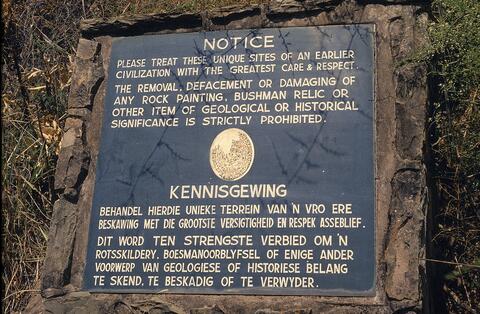 NOTICE
PLEASE TREAT THESE UNIQUE SITES OF AN EARLIER
CIVILIZATION WITH THE GREATEST CARE & RESPECT.
THE REMOVAL, DEFACEMENT OR DAMAGING OF
ANY ROCK PAINTING, BUSHMAN RELIC OR
OTHER ITEM OF GEOLOGICAL OR HISTORICAL
SIGNIFICANCE IS STRICTLY PROHIBITED.
KENNISGEWING
BEHANDEL HIERDIE UNIEKE TERREIN VAN 'N VRO ERE
BESKAWING MET DIE GROOTSTE VERSIGTIGHEID EN RESPEK ASSEBLIEF.
DIT WORD TEN STRENGSTE VERBIED OM 'N
ROTSSKILDERY, BOESMANOORBLYFSEL OF ENIGE ANDER
VOORWERP VAN GEOLOGIESE OF HISTORIESE BELANG
TE SKEND, TE BESKADIG OF TE VERWYDER.